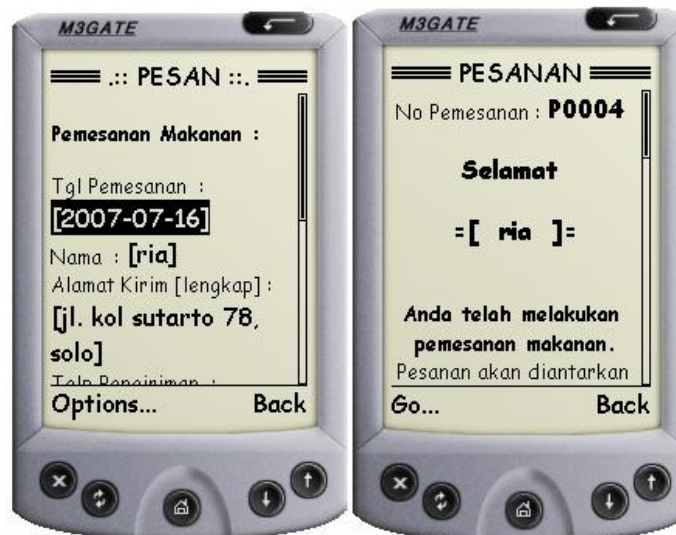 M3GATE
.:: PESAN ::.
Pemesanan Makanan :
Tgl Pemesanan :
[2007-07-16]
Nama : [ria]
Alamat Kirim [lengkap] :
[jl. kol sutarto 78,
solo]
Options... Back
M3GATE
PESANAN
No Pemesanan : P0004
Selamat
=[ ria ]=
Anda telah melakukan
pemesanan makanan.
Pesanan akan diantarkan
Go... Back